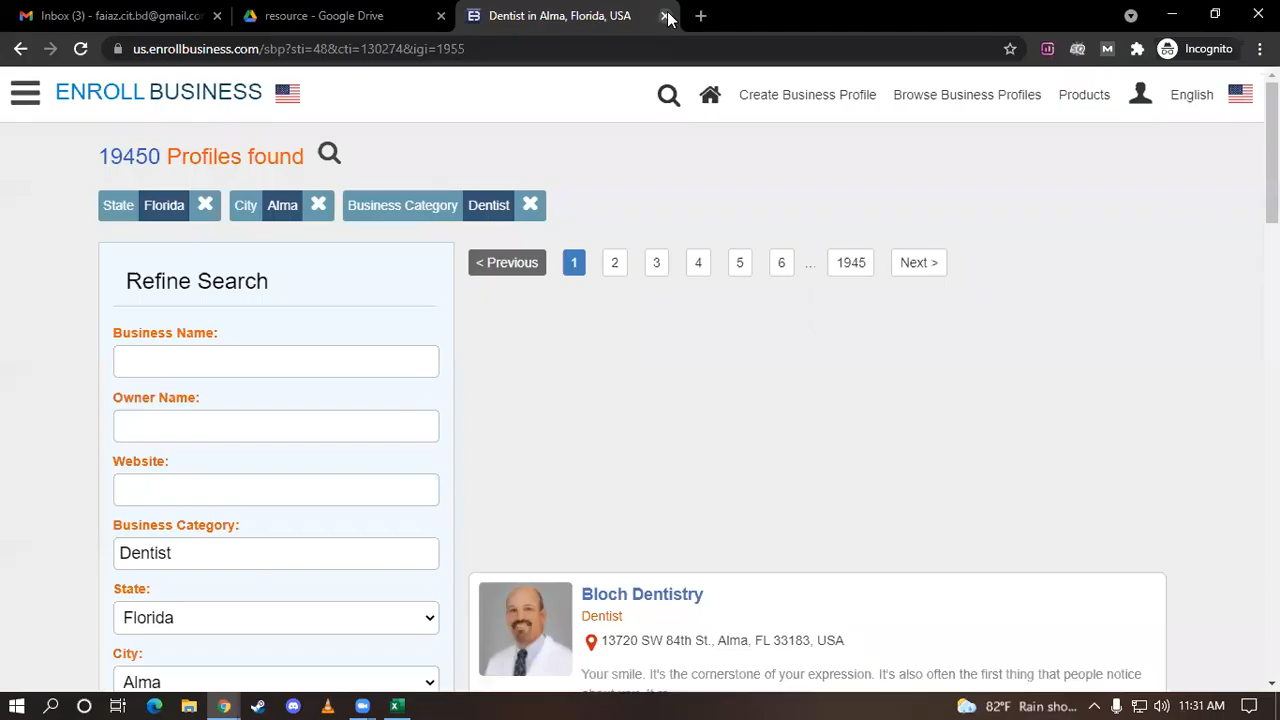 Inbox (3) - faiaz.cit.bd@gmail.co
resource - Google Drive
Dentist in Alma, Florida, USA
us.enrollbusiness.com/sbp?sti=48&cti=130274&igi=1955
Incognito
ENROLL BUSINESS
Create Business Profile
Browse Business Profiles
Products
English
19450 Profiles found
State Florida
City Alma
Business Category Dentist
Refine Search
Business Name:
Owner Name:
Website:
Business Category:
Dentist
State:
Florida
City:
Alma
< Previous 1 2 3 4 5 6 ... 1945 Next >
Bloch Dentistry
Dentist
13720 SW 84th St., Alma, FL 33183, USA
Your smile. It's the cornerstone of your expression. It's also often the first thing that people notice
82°F Rain sho...
11:31 AM